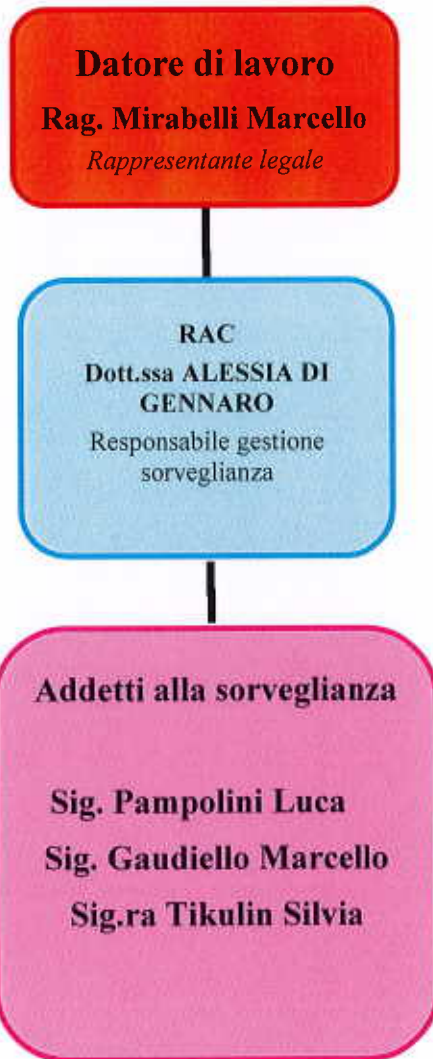 Datore di lavoro
Rag. Mirabelli Marcello
Rappresentante legale
RAC
Dott.ssa ALESSIA DI
GENNARO
Responsabile gestione
sorveglianza
Addetti alla sorveglianza
Sig. Pampolini Luca
Sig. Gaudiello Marcello
Sig.ra Tikulin Silvia